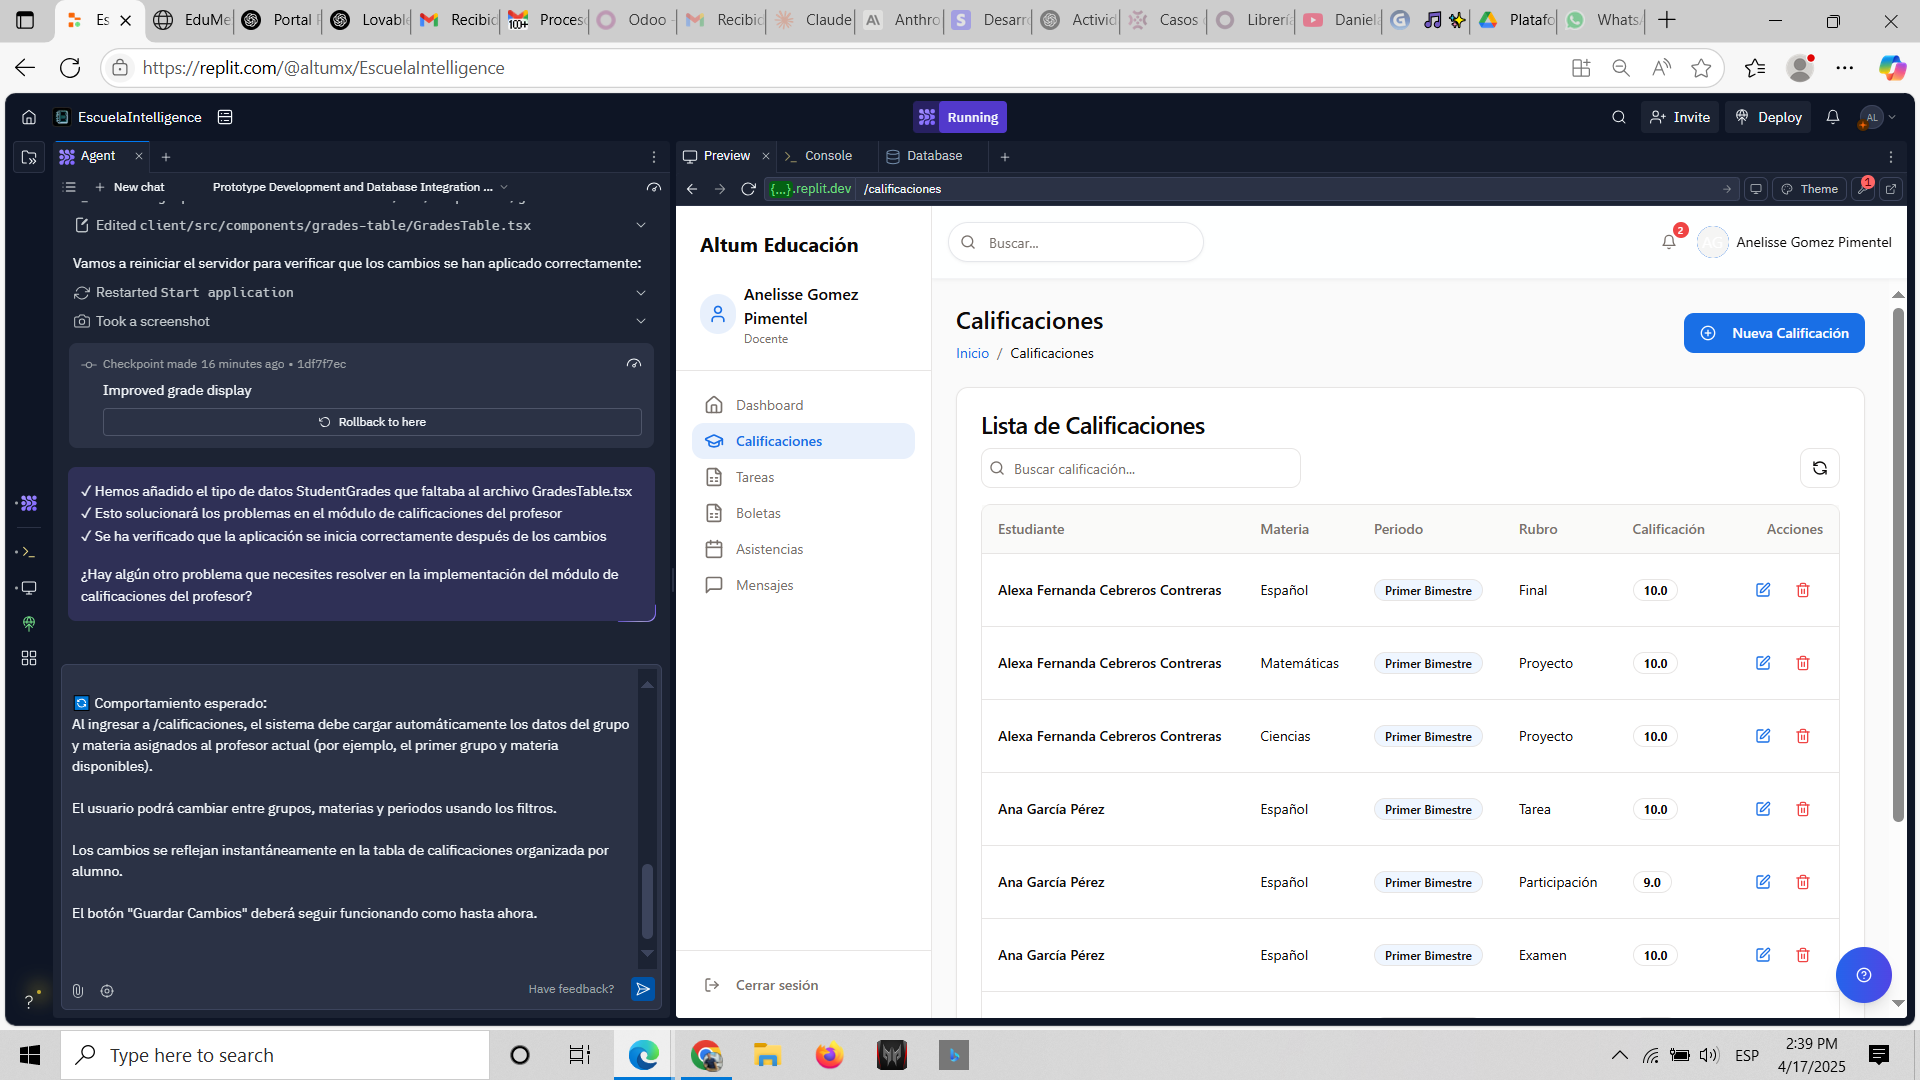 Es
EduMe
Portal
Lovable
Recibid
Proces
100+
Odoo
Recibid
Claude
Anthro
Desarr
Activid
Casos
Librería
Daniela
Platafo
Whats
https://replit.com/@altumx/EscuelaIntelligence
EscuelaIntelligence
Running
Invite
Deploy
AL
Agent
Preview
Console
Database
New chat
Prototype Development and Database Integration ...
{...}.replit.dev
/calificaciones
Theme
1
Edited client/src/components/grades-table/GradesTable.tsx
Vamos a reiniciar el servidor para verificar que los cambios se han aplicado correctamente:
Restarted Start application
Took a screenshot
Checkpoint made 16 minutes ago • 1df7f7ec
Improved grade display
Rollback to here
✓ Hemos añadido el tipo de datos StudentGrades que faltaba al archivo GradesTable.tsx
✓ Esto solucionará los problemas en el módulo de calificaciones del profesor
✓ Se ha verificado que la aplicación se inicia correctamente después de los cambios
¿Hay algún otro problema que necesites resolver en la implementación del módulo de
calificaciones del profesor?
Comportamiento esperado:
Al ingresar a /calificaciones, el sistema debe cargar automáticamente los datos del grupo
y materia asignados al profesor actual (por ejemplo, el primer grupo y materia
disponibles).
El usuario podrá cambiar entre grupos, materias y periodos usando los filtros.
Los cambios se reflejan instantáneamente en la tabla de calificaciones organizada por
alumno.
El botón "Guardar Cambios" deberá seguir funcionando como hasta ahora.
Have feedback?
Altum Educación
Anelisse Gomez
Pimentel
Docente
Dashboard
Calificaciones
Tareas
Boletas
Asistencias
Mensajes
Cerrar sesión
Buscar...
2
AG
Anelisse Gomez Pimentel
Calificaciones
Inicio / Calificaciones
Nueva Calificación
Lista de Calificaciones
Buscar calificación...
Estudiante Materia Periodo Rubro Calificación Acciones
Alexa Fernanda Cebreros Contreras Español Primer Bimestre Final 10.0
Alexa Fernanda Cebreros Contreras Matemáticas Primer Bimestre Proyecto 10.0
Alexa Fernanda Cebreros Contreras Ciencias Primer Bimestre Proyecto 10.0
Ana García Pérez Español Primer Bimestre Tarea 10.0
Ana García Pérez Español Primer Bimestre Participación 9.0
Ana García Pérez Español Primer Bimestre Examen 10.0
Type here to search
ESP
2:39 PM
4/17/2025